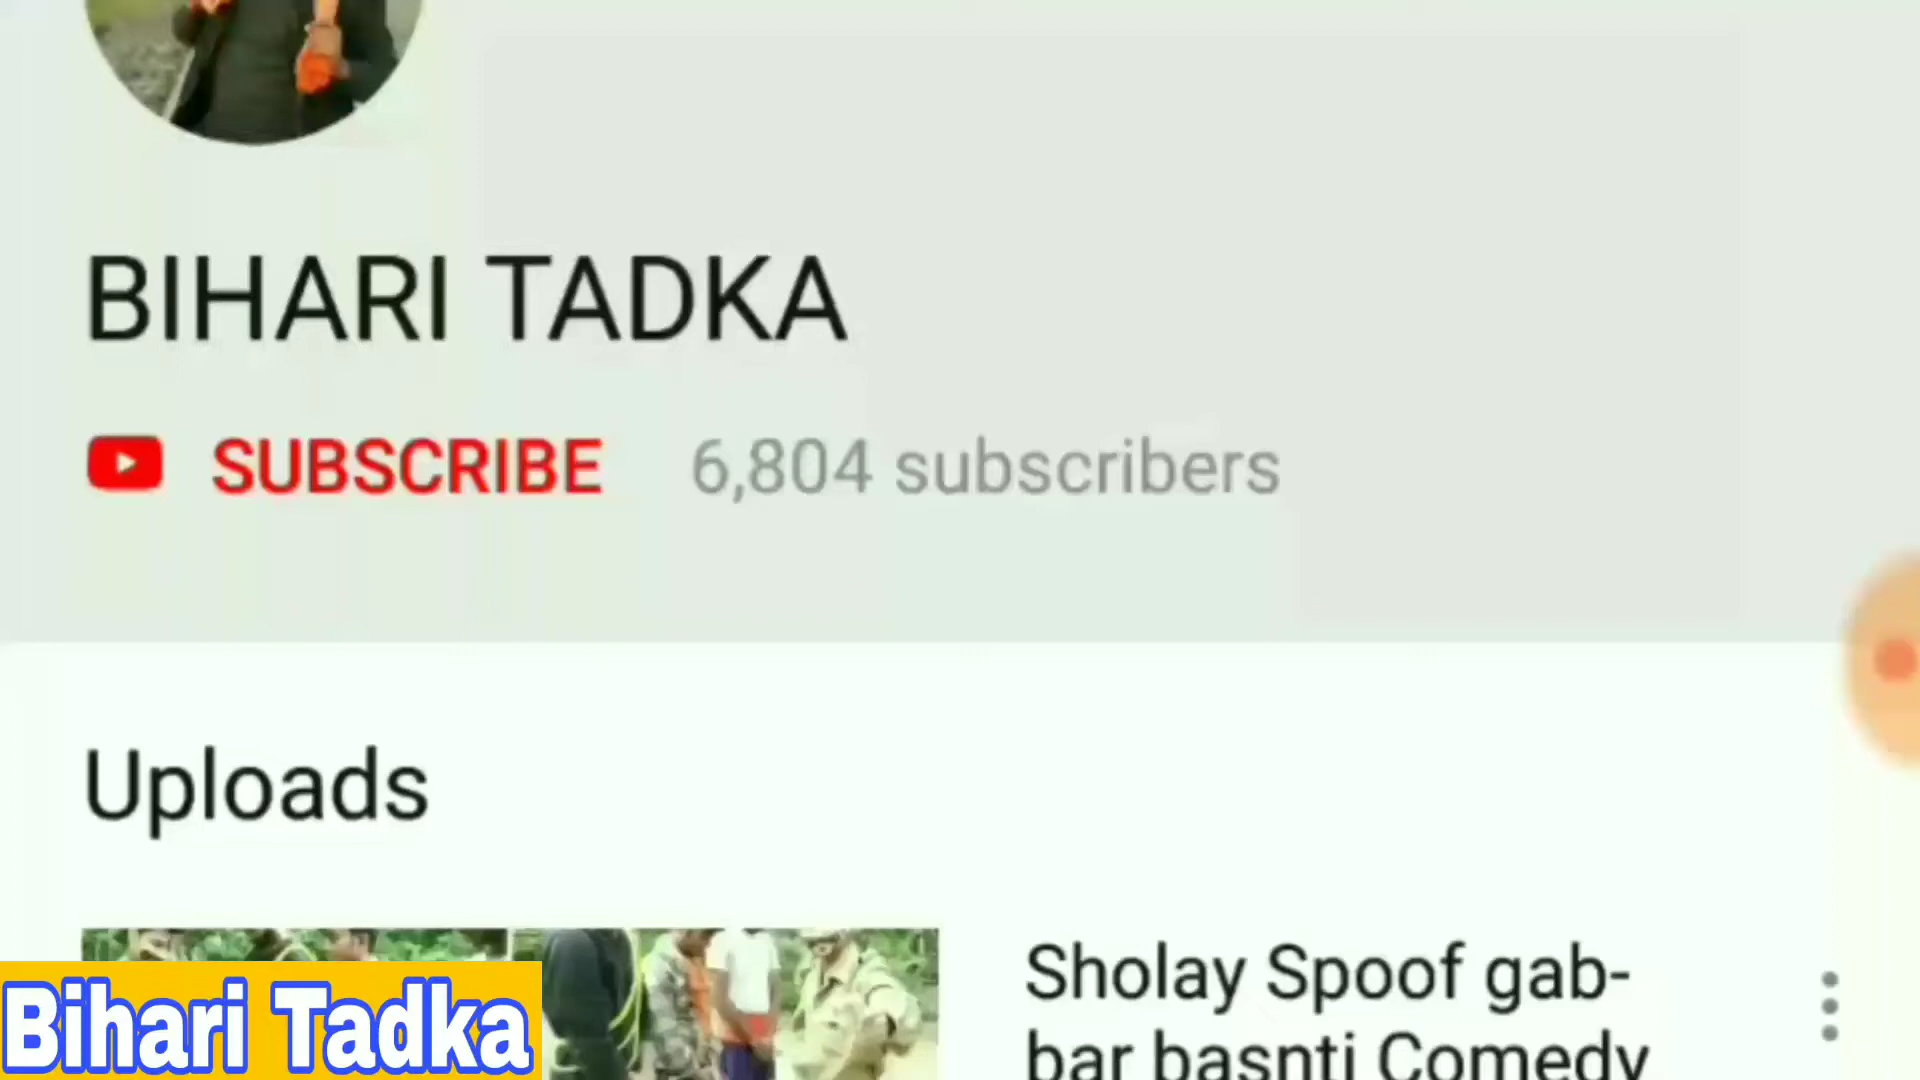 BIHARI TADKA
SUBSCRIBE 6,804 subscribers
Uploads
Sholay Spoof gab-
bar basnti Comedy
Bihari Tadka